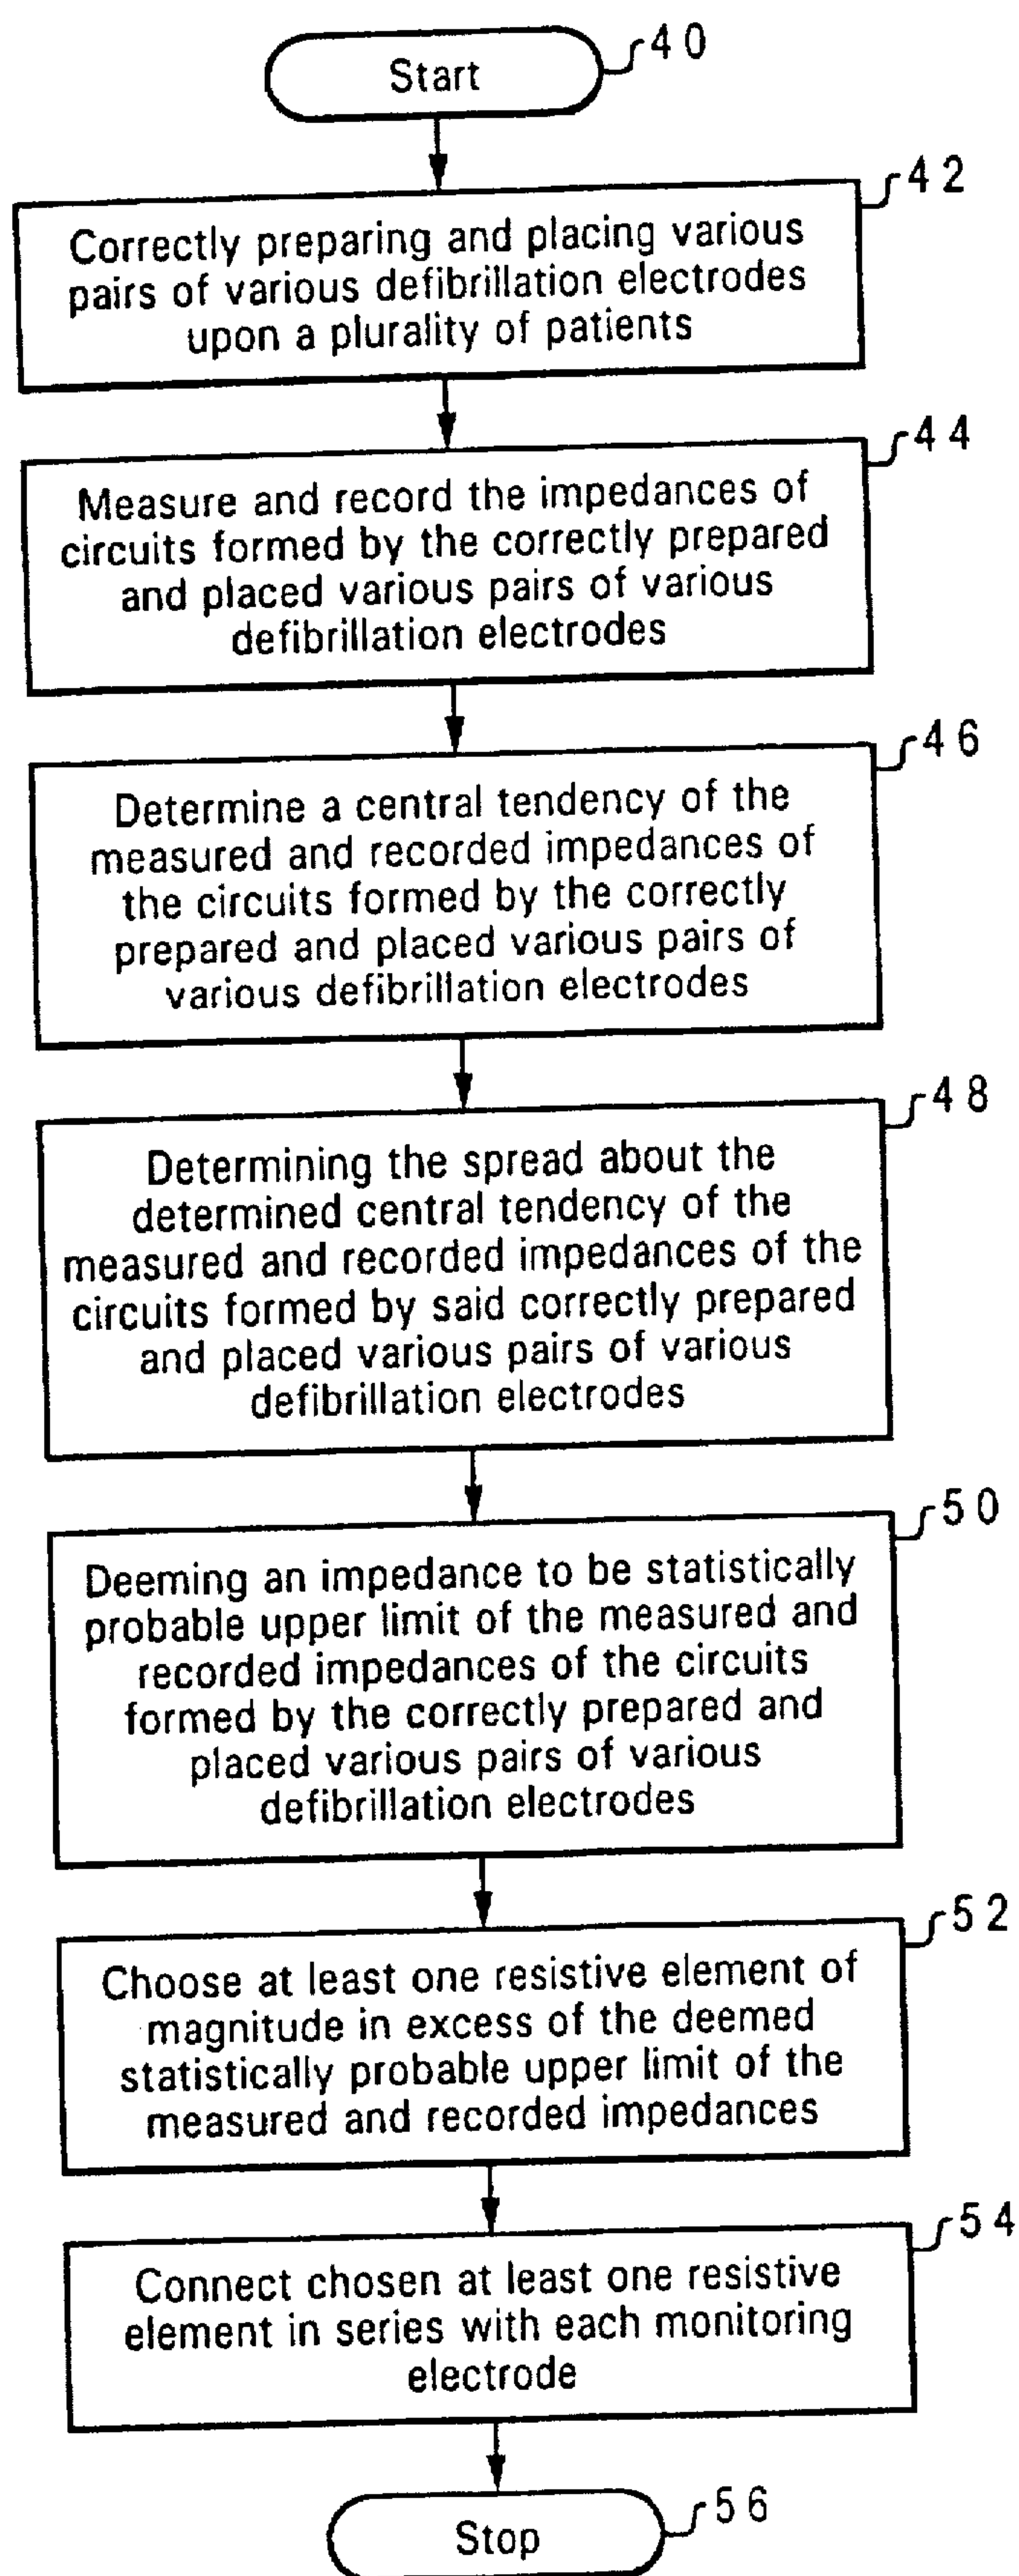 Start
40
42
Correctly preparing and placing various
pairs of various defibrillation electrodes
upon a plurality of patients
44
Measure and record the impedances of
circuits formed by the correctly prepared
and placed various pairs of various
defibrillation electrodes
46
Determine a central tendency of the
measured and recorded impedances of
the circuits formed by the correctly
prepared and placed various pairs of
various defibrillation electrodes
48
Determining the spread about the
determined central tendency of the
measured and recorded impedances of the
circuits formed by said correctly prepared
and placed various pairs of various
defibrillation electrodes
50
Deeming an impedance to be statistically
probable upper limit of the measured and
recorded impedances of the circuits
formed by the correctly prepared and
placed various pairs of various
defibrillation electrodes
52
Choose at least one resistive element of
magnitude in excess of the deemed
statistically probable upper limit of the
measured and recorded impedances
54
Connect chosen at least one resistive
element in series with each monitoring
electrode
56
Stop